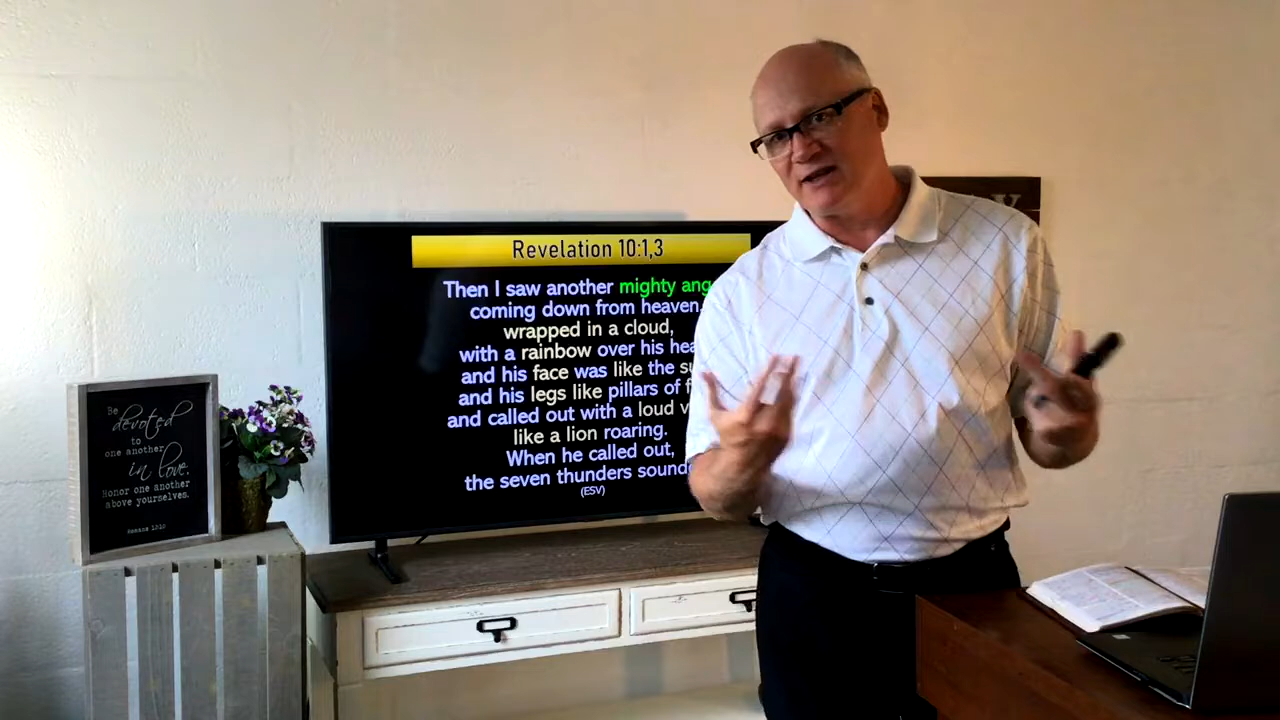 Revelation 10:1,3
Then I saw another mighty ang
coming down from heaven,
wrapped in a cloud,
with a rainbow over his hea
and his face was like the su
and his legs like pillars of f
and called out with a loud v
like a lion roaring.
When he called out,
the seven thunders sounde
(ESV)
Be
devoted
to
one another
in love.
Honor one another
above yourselves.
Romans 12:10